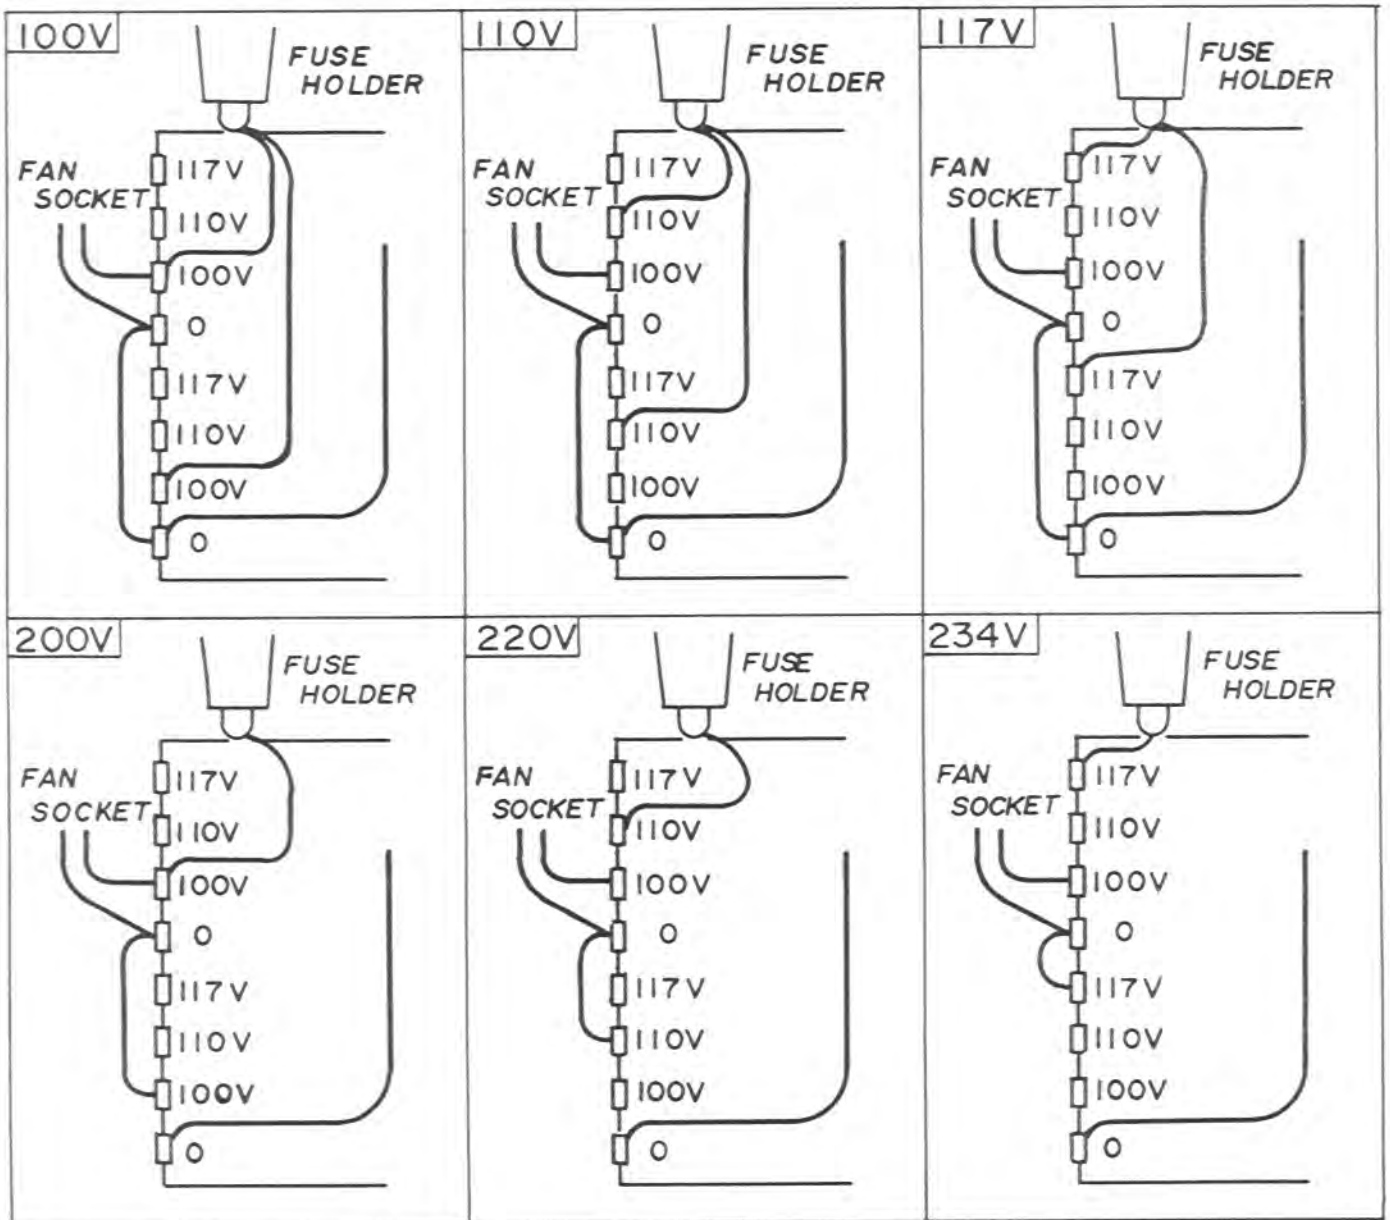 100V
FUSE
HOLDER
FAN
SOCKET
117V
110V
100V
0
117V
110V
100V
0
110V
FUSE
HOLDER
FAN
SOCKET
117V
110V
100V
0
117V
110V
100V
0
117V
FUSE
HOLDER
FAN
SOCKET
117V
110V
100V
0
117V
110V
100V
0
200V
FUSE
HOLDER
FAN
SOCKET
117V
110V
100V
0
117V
110V
100V
0
220V
FUSE
HOLDER
FAN
SOCKET
117V
110V
100V
0
117V
110V
100V
0
234V
FUSE
HOLDER
FAN
SOCKET
117V
110V
100V
0
117V
110V
100V
0